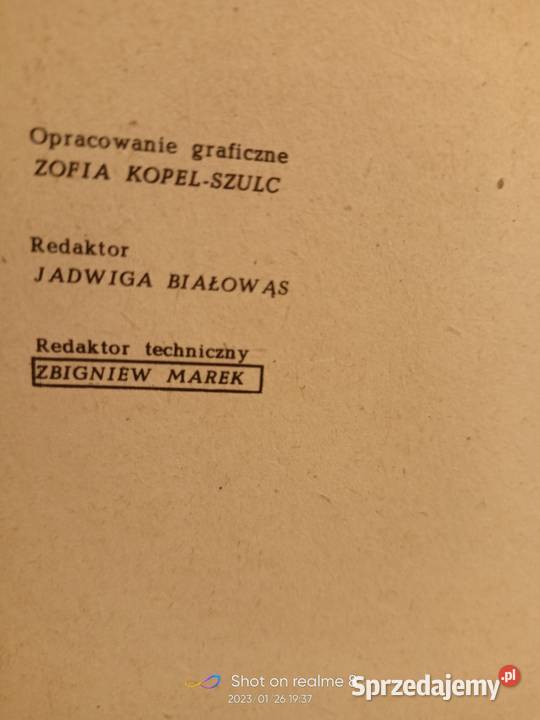 Opracowanie graficzne
ZOFIA KOPEL-SZULC
Redaktor
JADWIGA BIAŁOWĄS
Redaktor techniczny
ZBIGNIEW MAREK
Shot on realme 8
2023/01/26 19:37
Sprzedajemy.pl